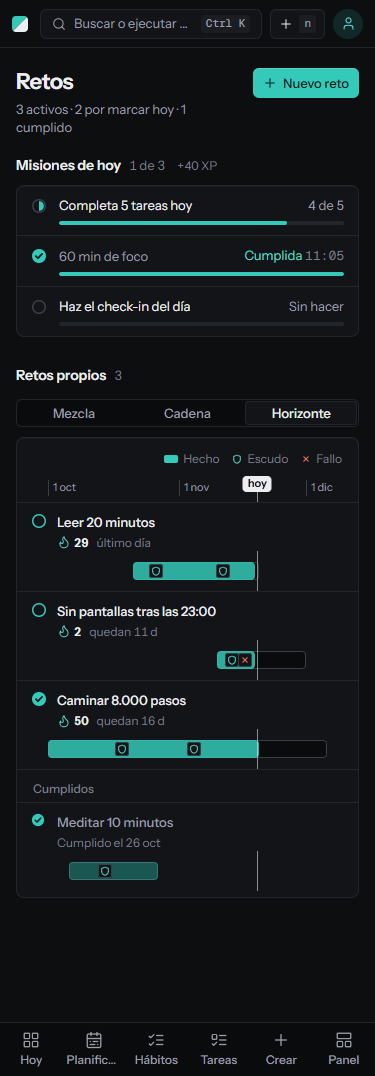 Buscar o ejecutar ... Ctrl K + n
Retos
+ Nuevo reto
3 activos · 2 por marcar hoy · 1
cumplido
Misiones de hoy 1 de 3 +40 XP
Completa 5 tareas hoy 4 de 5
60 min de foco Cumplida 11:05
Haz el check-in del día Sin hacer
Retos propios 3
Mezcla Cadena Horizonte
Hecho Escudo Fallo
1 oct 1 nov hoy 1 dic
Leer 20 minutos
29 último día
Sin pantallas tras las 23:00
2 quedan 11 d
Caminar 8.000 pasos
50 quedan 16 d
Cumplidos
Meditar 10 minutos
Cumplido el 26 oct
Hoy Planific... Hábitos Tareas Crear Panel